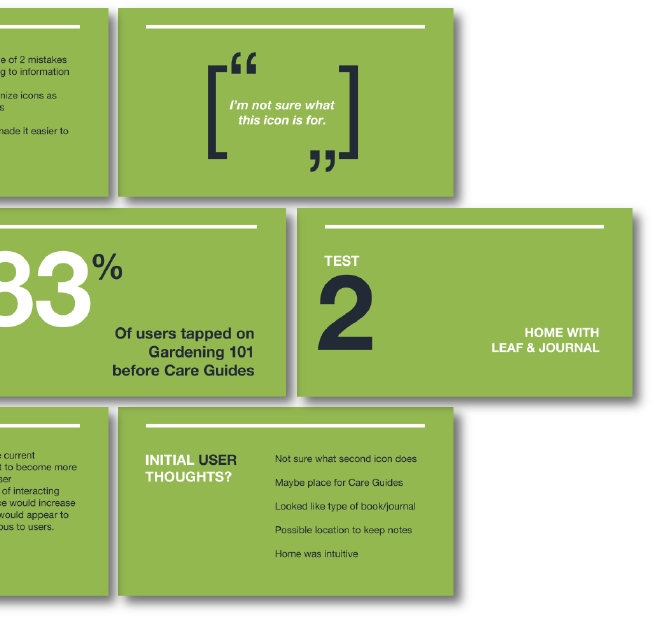 e of 2 mistakes
g to information
nize icons as
s
made it easier to
“
I’m not sure what
this icon is for.
”
83%
Of users tapped on
Gardening 101
before Care Guides
TEST
2
HOME WITH
LEAF & JOURNAL
current
t to become more
ser
of interacting
ce would increase
would appear to
ous to users.
INITIAL USER
THOUGHTS?
Not sure what second icon does
Maybe place for Care Guides
Looked like type of book/journal
Possible location to keep notes
Home was intuitive